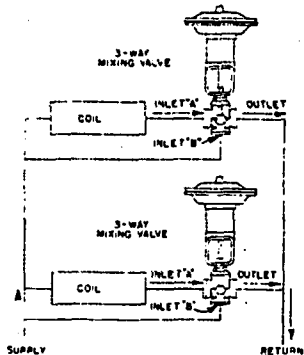 3-WAY
MIXING VALVE
COIL
INLET "A"
OUTLET
INLET "B"
3-WAY
MIXING VALVE
COIL
INLET "A"
OUTLET
INLET "B"
SUPPLY
RETURN